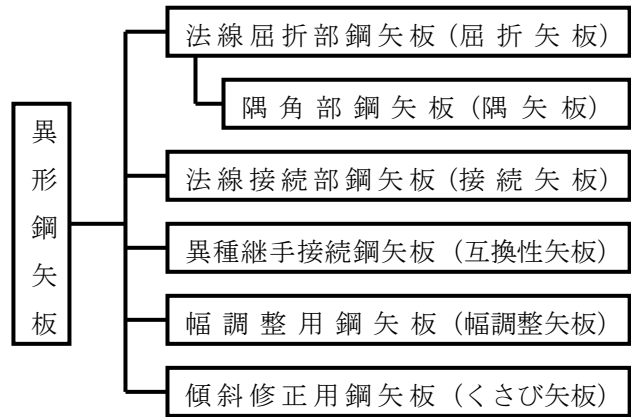 異形鋼矢板
法線屈折部鋼矢板(屈折矢板)
隅角部鋼矢板(隅矢板)
法線接続部鋼矢板(接続矢板)
異種継手接続鋼矢板(互換性矢板)
幅調整用鋼矢板(幅調整矢板)
傾斜修正用鋼矢板(くさび矢板)